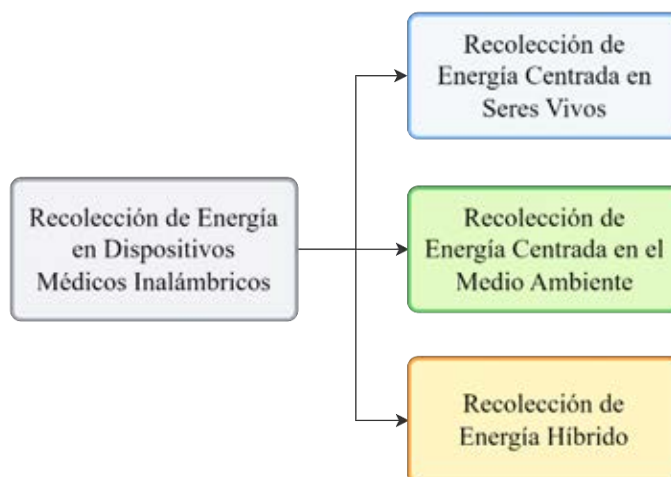 Recolección de Energía
en Dispositivos
Médicos Inalámbricos
Recolección de
Energía Centrada en
Seres Vivos
Recolección de
Energía Centrada en el
Medio Ambiente
Recolección de
Energía Híbrido